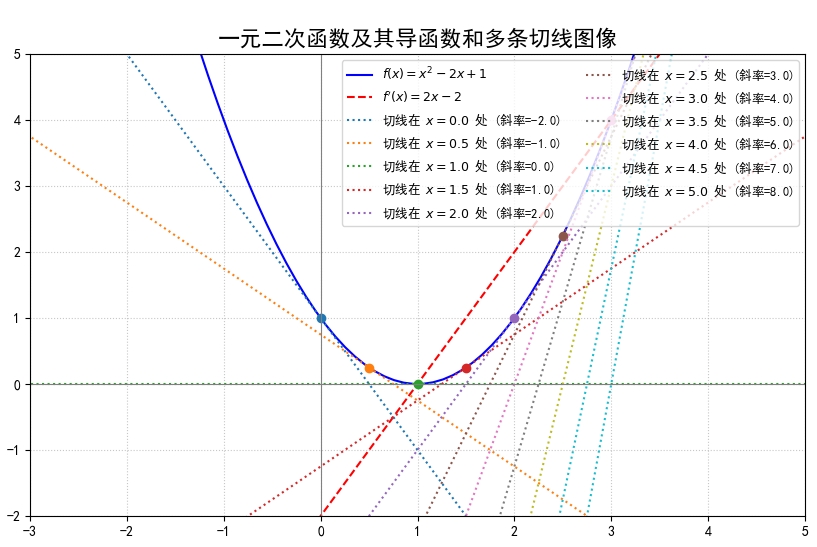 一元二次函数及其导函数和多条切线图像
f(x) = x² − 2x + 1
f′(x) = 2x − 2
切线在 x = 0.0 处 (斜率=-2.0)
切线在 x = 0.5 处 (斜率=-1.0)
切线在 x = 1.0 处 (斜率=0.0)
切线在 x = 1.5 处 (斜率=1.0)
切线在 x = 2.0 处 (斜率=2.0)
切线在 x = 2.5 处 (斜率=3.0)
切线在 x = 3.0 处 (斜率=4.0)
切线在 x = 3.5 处 (斜率=5.0)
切线在 x = 4.0 处 (斜率=6.0)
切线在 x = 4.5 处 (斜率=7.0)
切线在 x = 5.0 处 (斜率=8.0)
5
4
3
2
1
0
−1
−2
−3 −2 −1 0 1 2 3 4 5